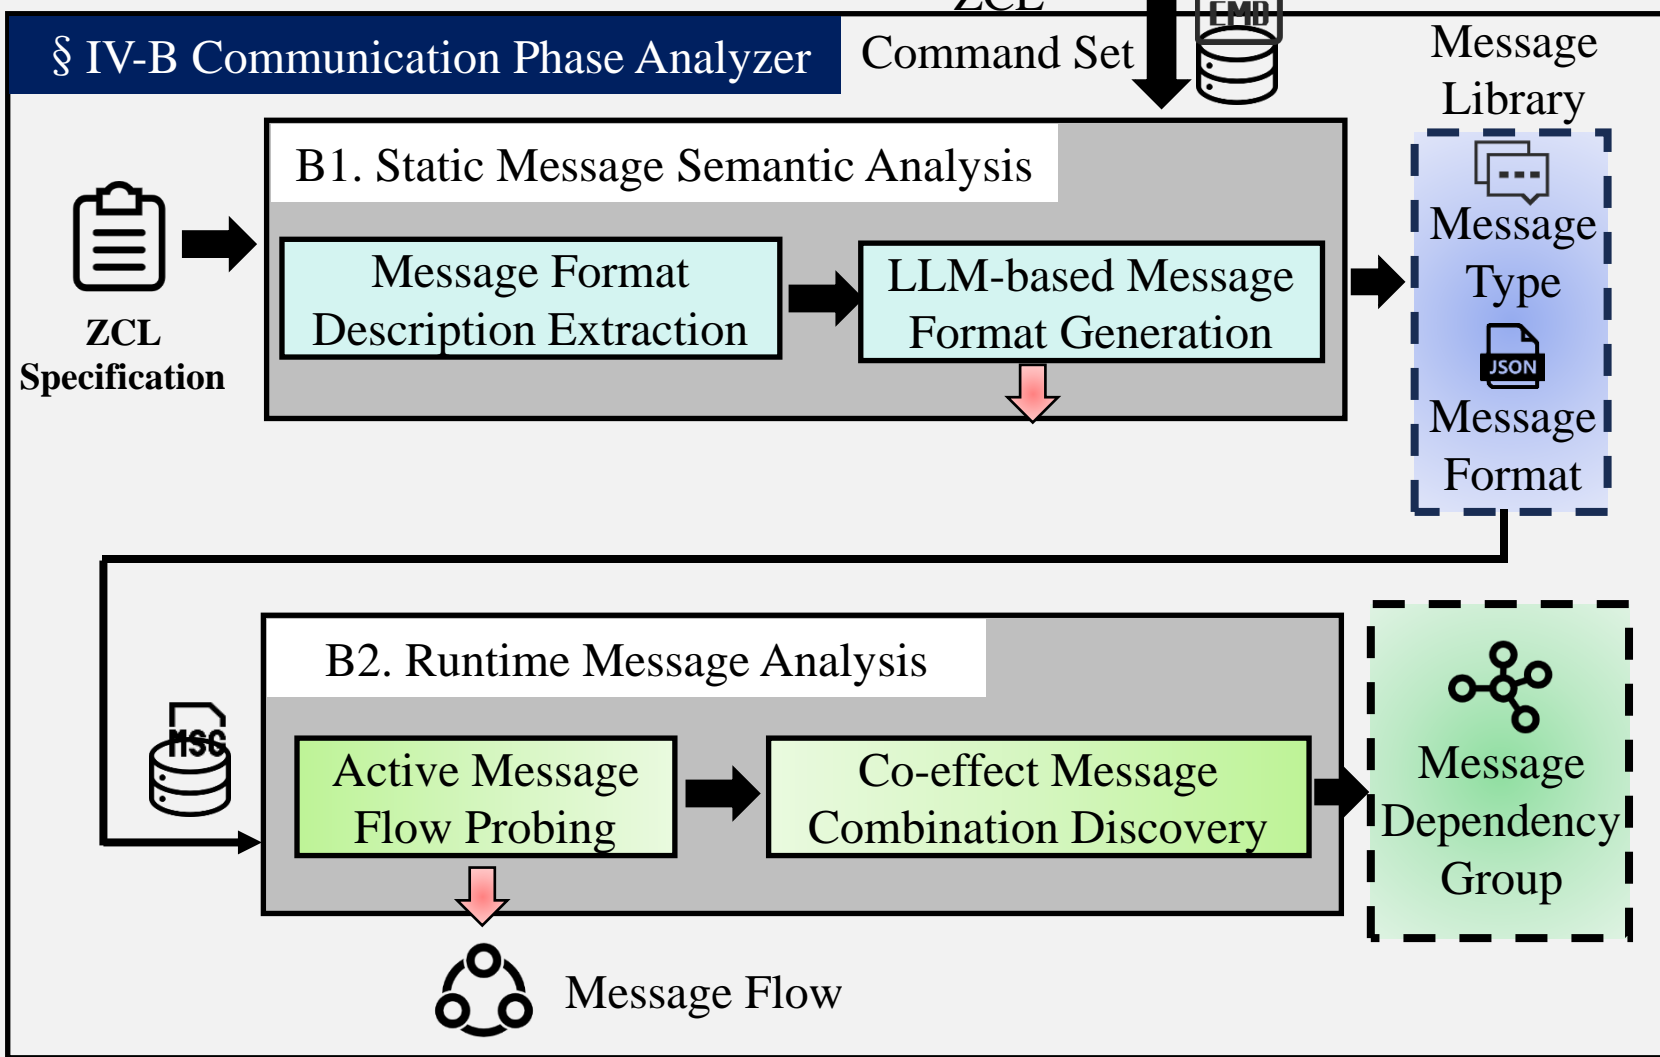 ZCL
Command Set
EMB
§ IV-B Communication Phase Analyzer
Message
Library
B1. Static Message Semantic Analysis
ZCL
Specification
Message Format
Description Extraction
LLM-based Message
Format Generation
Message
Type
JSON
Message
Format
B2. Runtime Message Analysis
MSG
Active Message
Flow Probing
Co-effect Message
Combination Discovery
Message
Dependency
Group
Message Flow